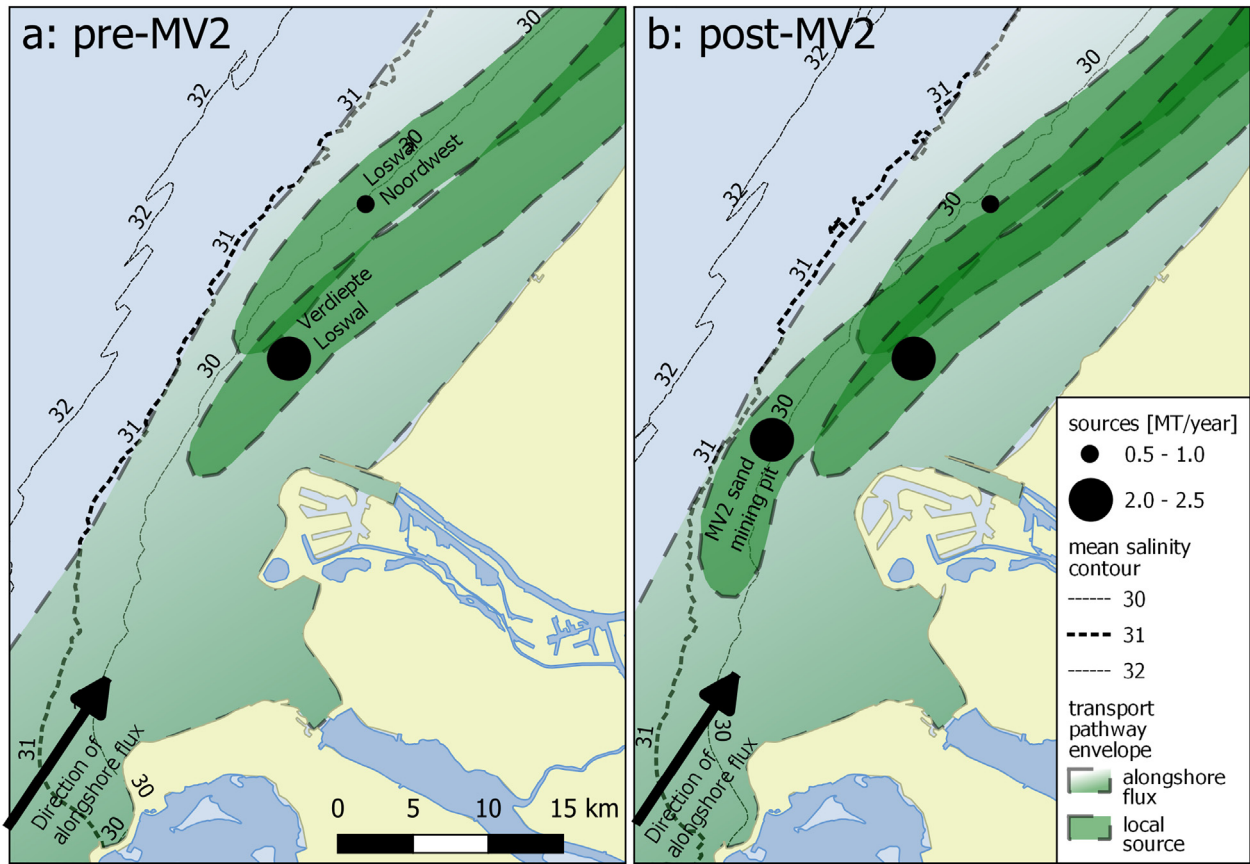 a: pre-MV2
30
32
31
30
Loswal
Noordwest
32
31
Verdiepte
Loswal
30
32
31
31
Direction of
alongshore flux
30
30
0 5 10 15 km
b: post-MV2
32
30
31
32
30
31
32
30
31
MV2 sand
mining pit
31
30
Direction of
alongshore flux
sources [MT/year]
0.5 - 1.0
2.0 - 2.5
mean salinity
contour
30
31
32
transport
pathway
envelope
alongshore
flux
local
source